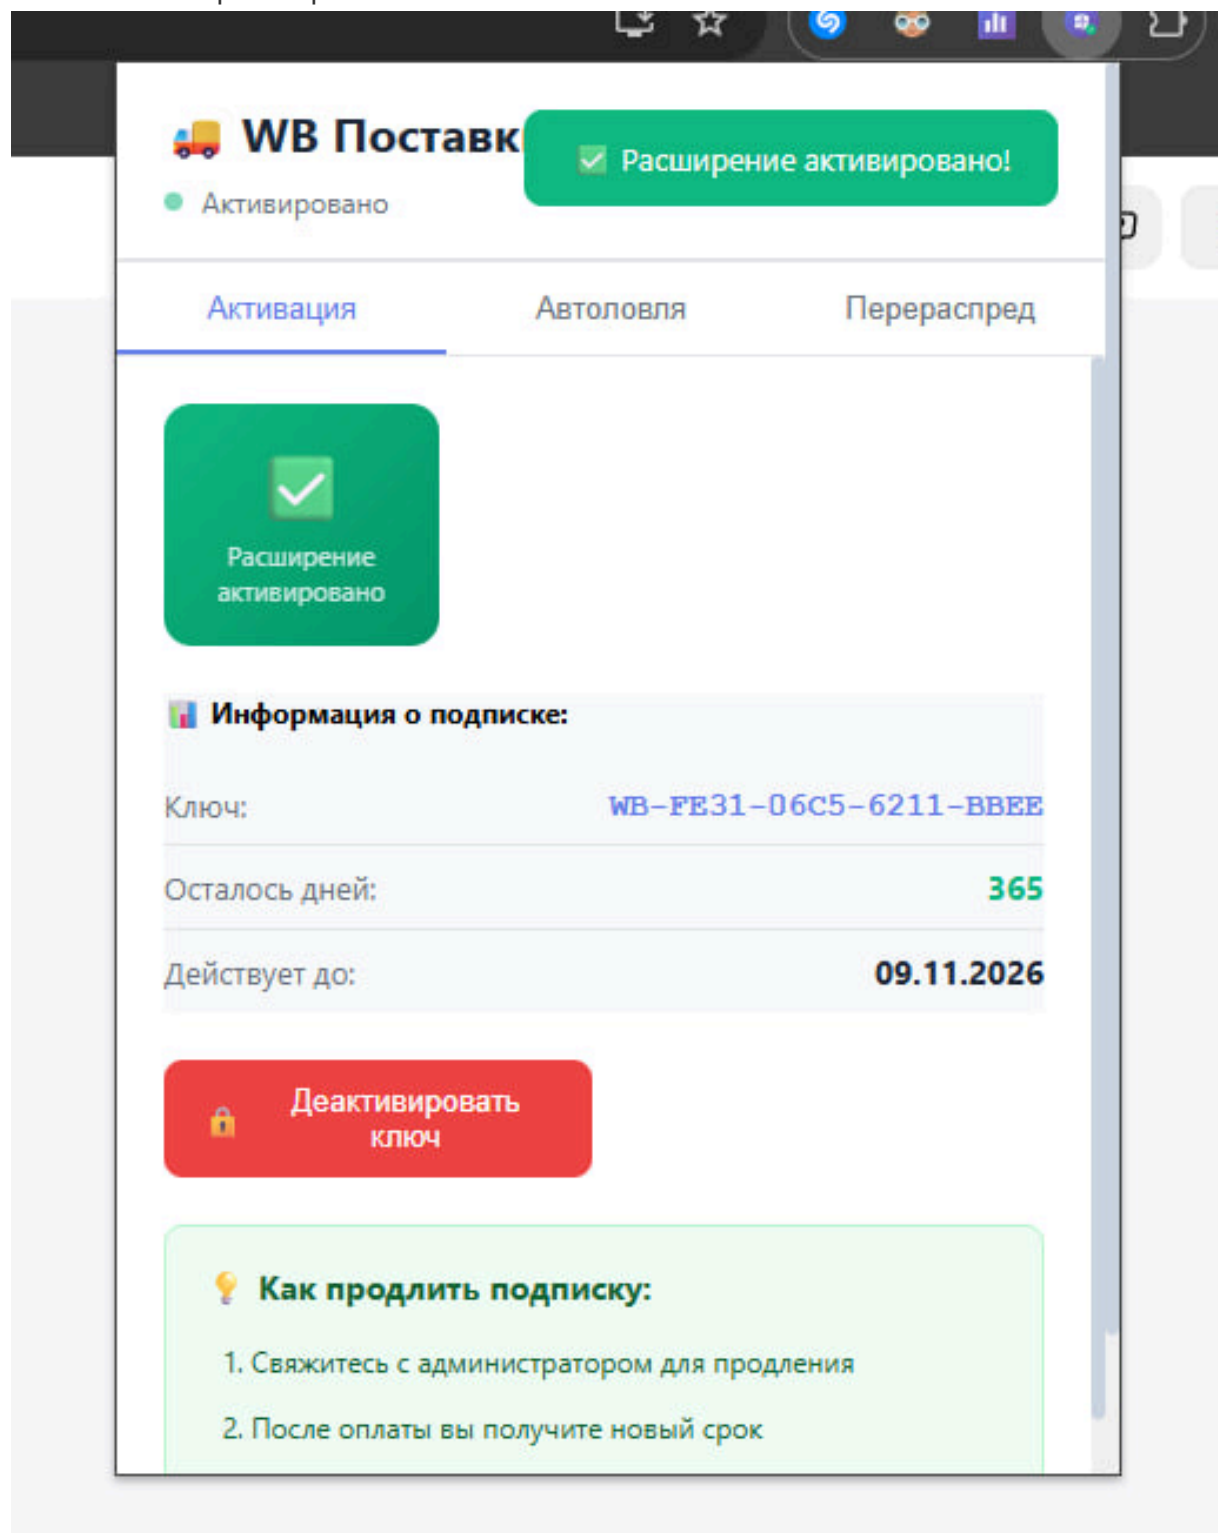 WB Поставк
✅ Расширение активировано!
Активировано
Активация
Автоловля
Перераспред
Расширение
активировано
Информация о подписке:
Ключ: WB-FE31-06C5-6211-BBEE
Осталось дней: 365
Действует до: 09.11.2026
Деактивировать
ключ
Как продлить подписку:
1. Свяжитесь с администратором для продления
2. После оплаты вы получите новый срок